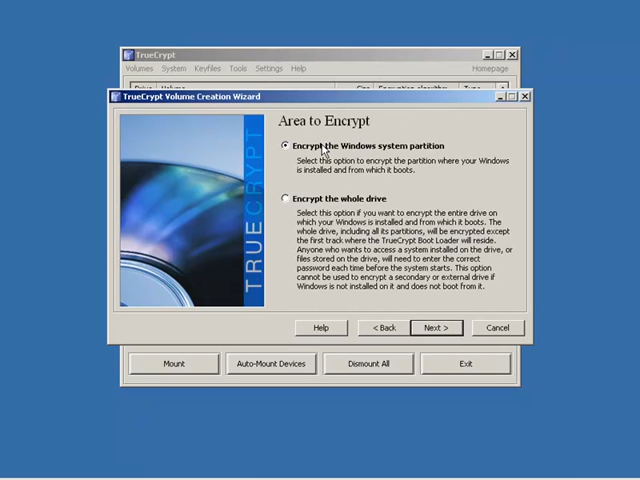 TrueCrypt
Volumes System Keyfiles Tools Settings Help Homepage
Drive Volume Size Encryption algorithm Type
TrueCrypt Volume Creation Wizard
Area to Encrypt
Encrypt the Windows system partition
Select this option to encrypt the partition where your Windows
is installed and from which it boots.
Encrypt the whole drive
Select this option if you want to encrypt the entire drive on
which your Windows is installed and from which it boots. The
whole drive, including all its partitions, will be encrypted except
the first track where the TrueCrypt Boot Loader will reside.
Anyone who wants to access a system installed on the drive, or
files stored on the drive, will need to enter the correct
password each time before the system starts. This option
cannot be used to encrypt a secondary or external drive if
Windows is not installed on it and does not boot from it.
TRUECRYPT
Help < Back Next > Cancel
Mount Auto-Mount Devices Dismount All Exit